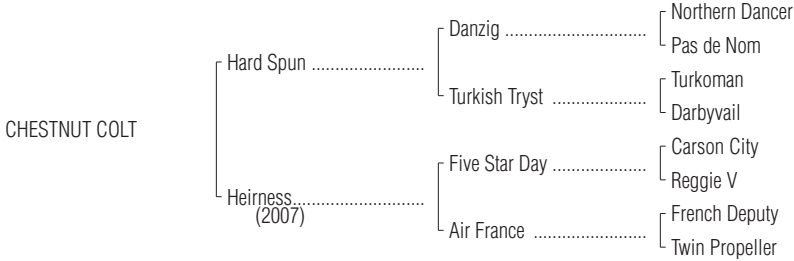 Northern Dancer
Danzig ..............................
Pas de Nom
Hard Spun ........................
Turkoman
Turkish Tryst ....................
Darbyvail
CHESTNUT COLT
Carson City
Five Star Day ....................
Reggie V
Heirness............................
(2007)
French Deputy
Air France ........................
Twin Propeller